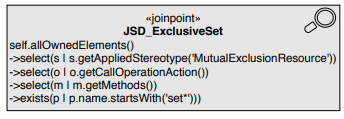 «joinpoint»
JSD_ExclusiveSet
self.allOwnedElements()
->select(s | s.getAppliedStereotype('MutualExclusionResource'))
->select(o | o.getCallOperationAction())
->select(m | m.getMethods())
->exists(p | p.name.startsWith('set*')))